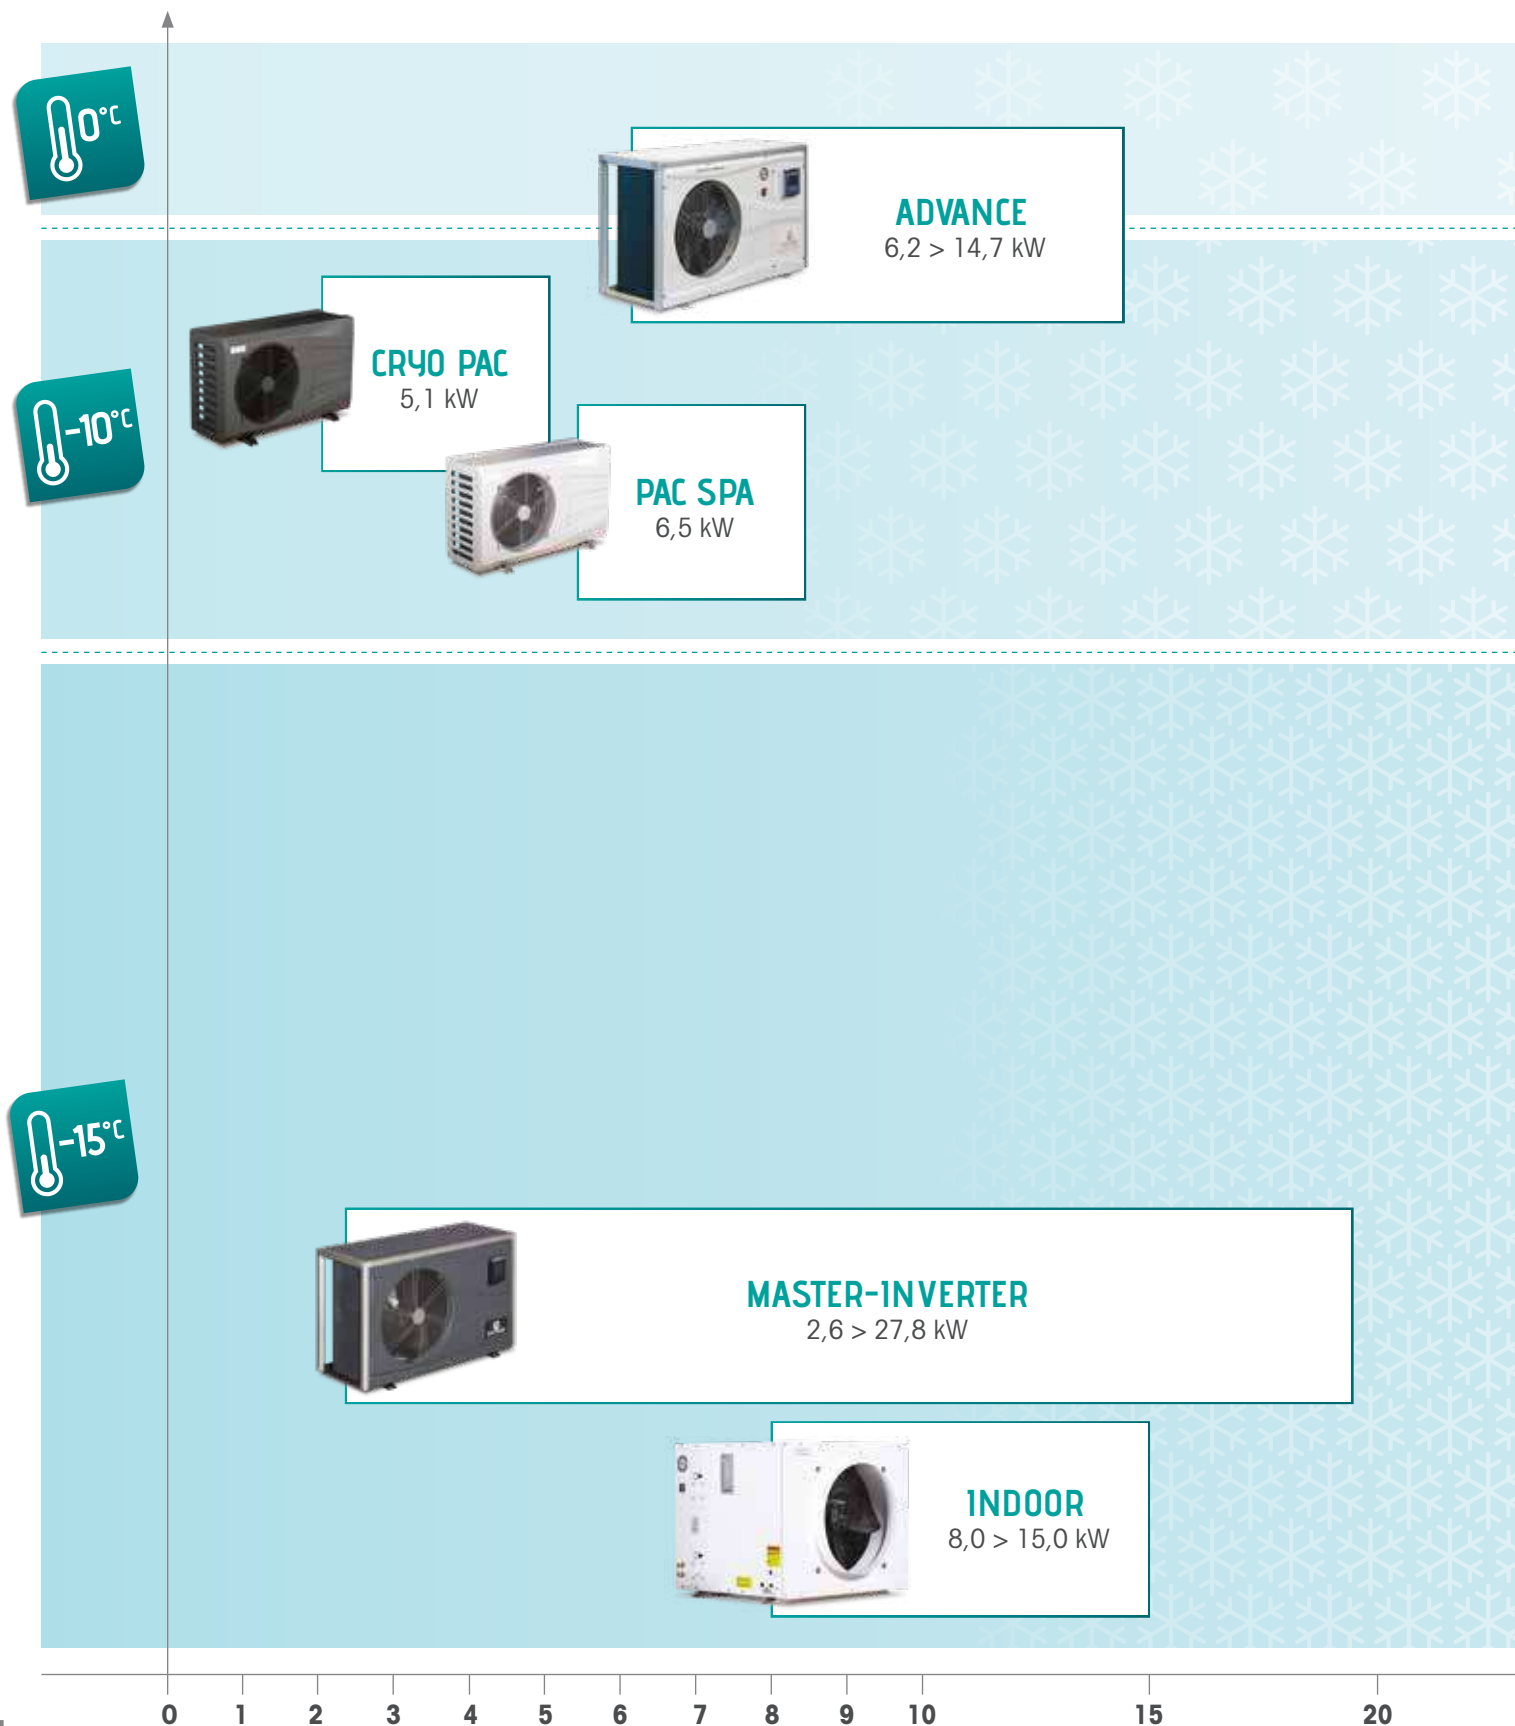 0°C
ADVANCE
6,2 > 14,7 kW
CRYO PAC
5,1 kW
-10°C
PAC SPA
6,5 kW
-15°C
MASTER-INVERTER
2,6 > 27,8 kW
INDOOR
8,0 > 15,0 kW
0 1 2 3 4 5 6 7 8 9 10 15 20